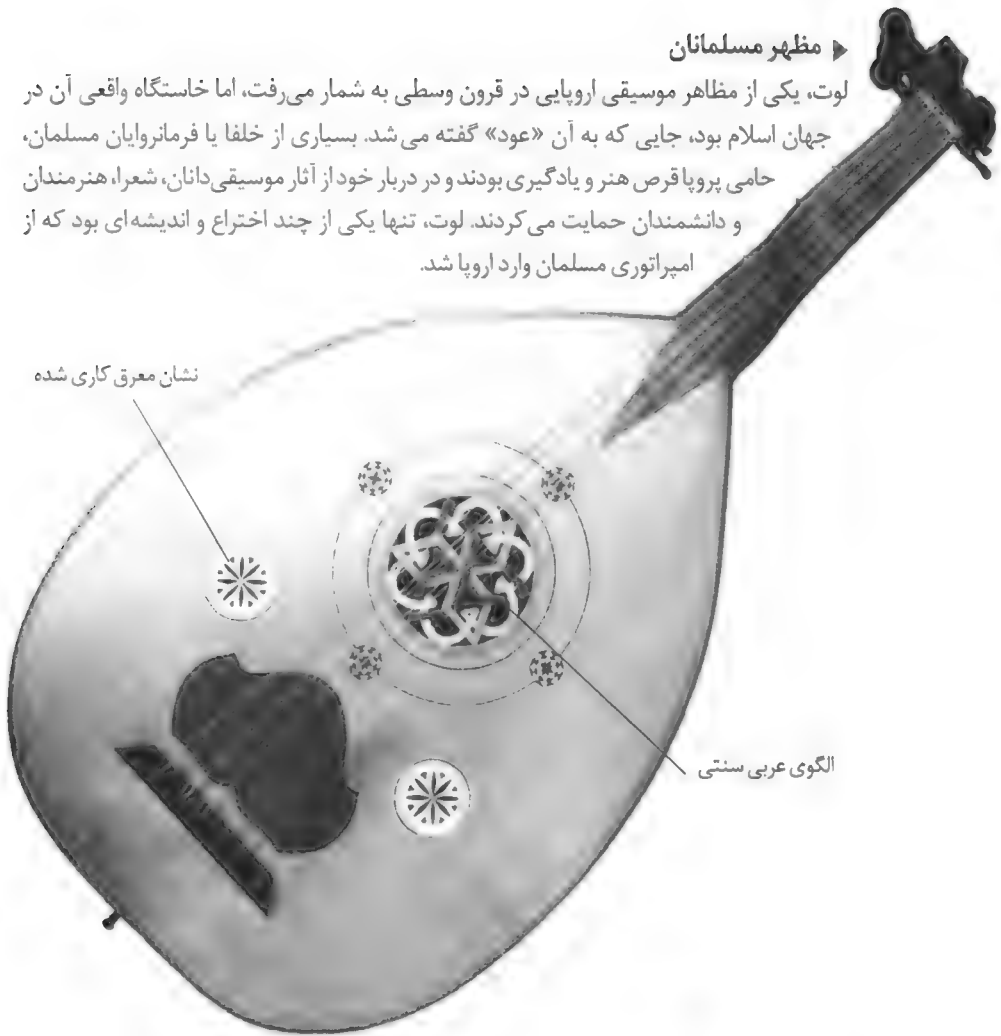 مظهر مسلمانان
لوت، یکی از مظاهر موسیقی اروپایی در قرون وسطی به شمار می‌رفت، اما خاستگاه واقعی آن در
جهان اسلام بود، جایی که به آن «عود» گفته می‌شد. بسیاری از خلفا یا فرمانروایان مسلمان،
حامی پروپاقرص هنر و یادگیری بودند و در دربار خود از آثار موسیقی‌دانان، شعرا، هنرمندان
و دانشمندان حمایت می‌کردند. لوت، تنها یکی از چند اختراع و اندیشه‌ای بود که از
امپراتوری مسلمان وارد اروپا شد.
نشان معرق کاری شده
الگوی عربی سنتی